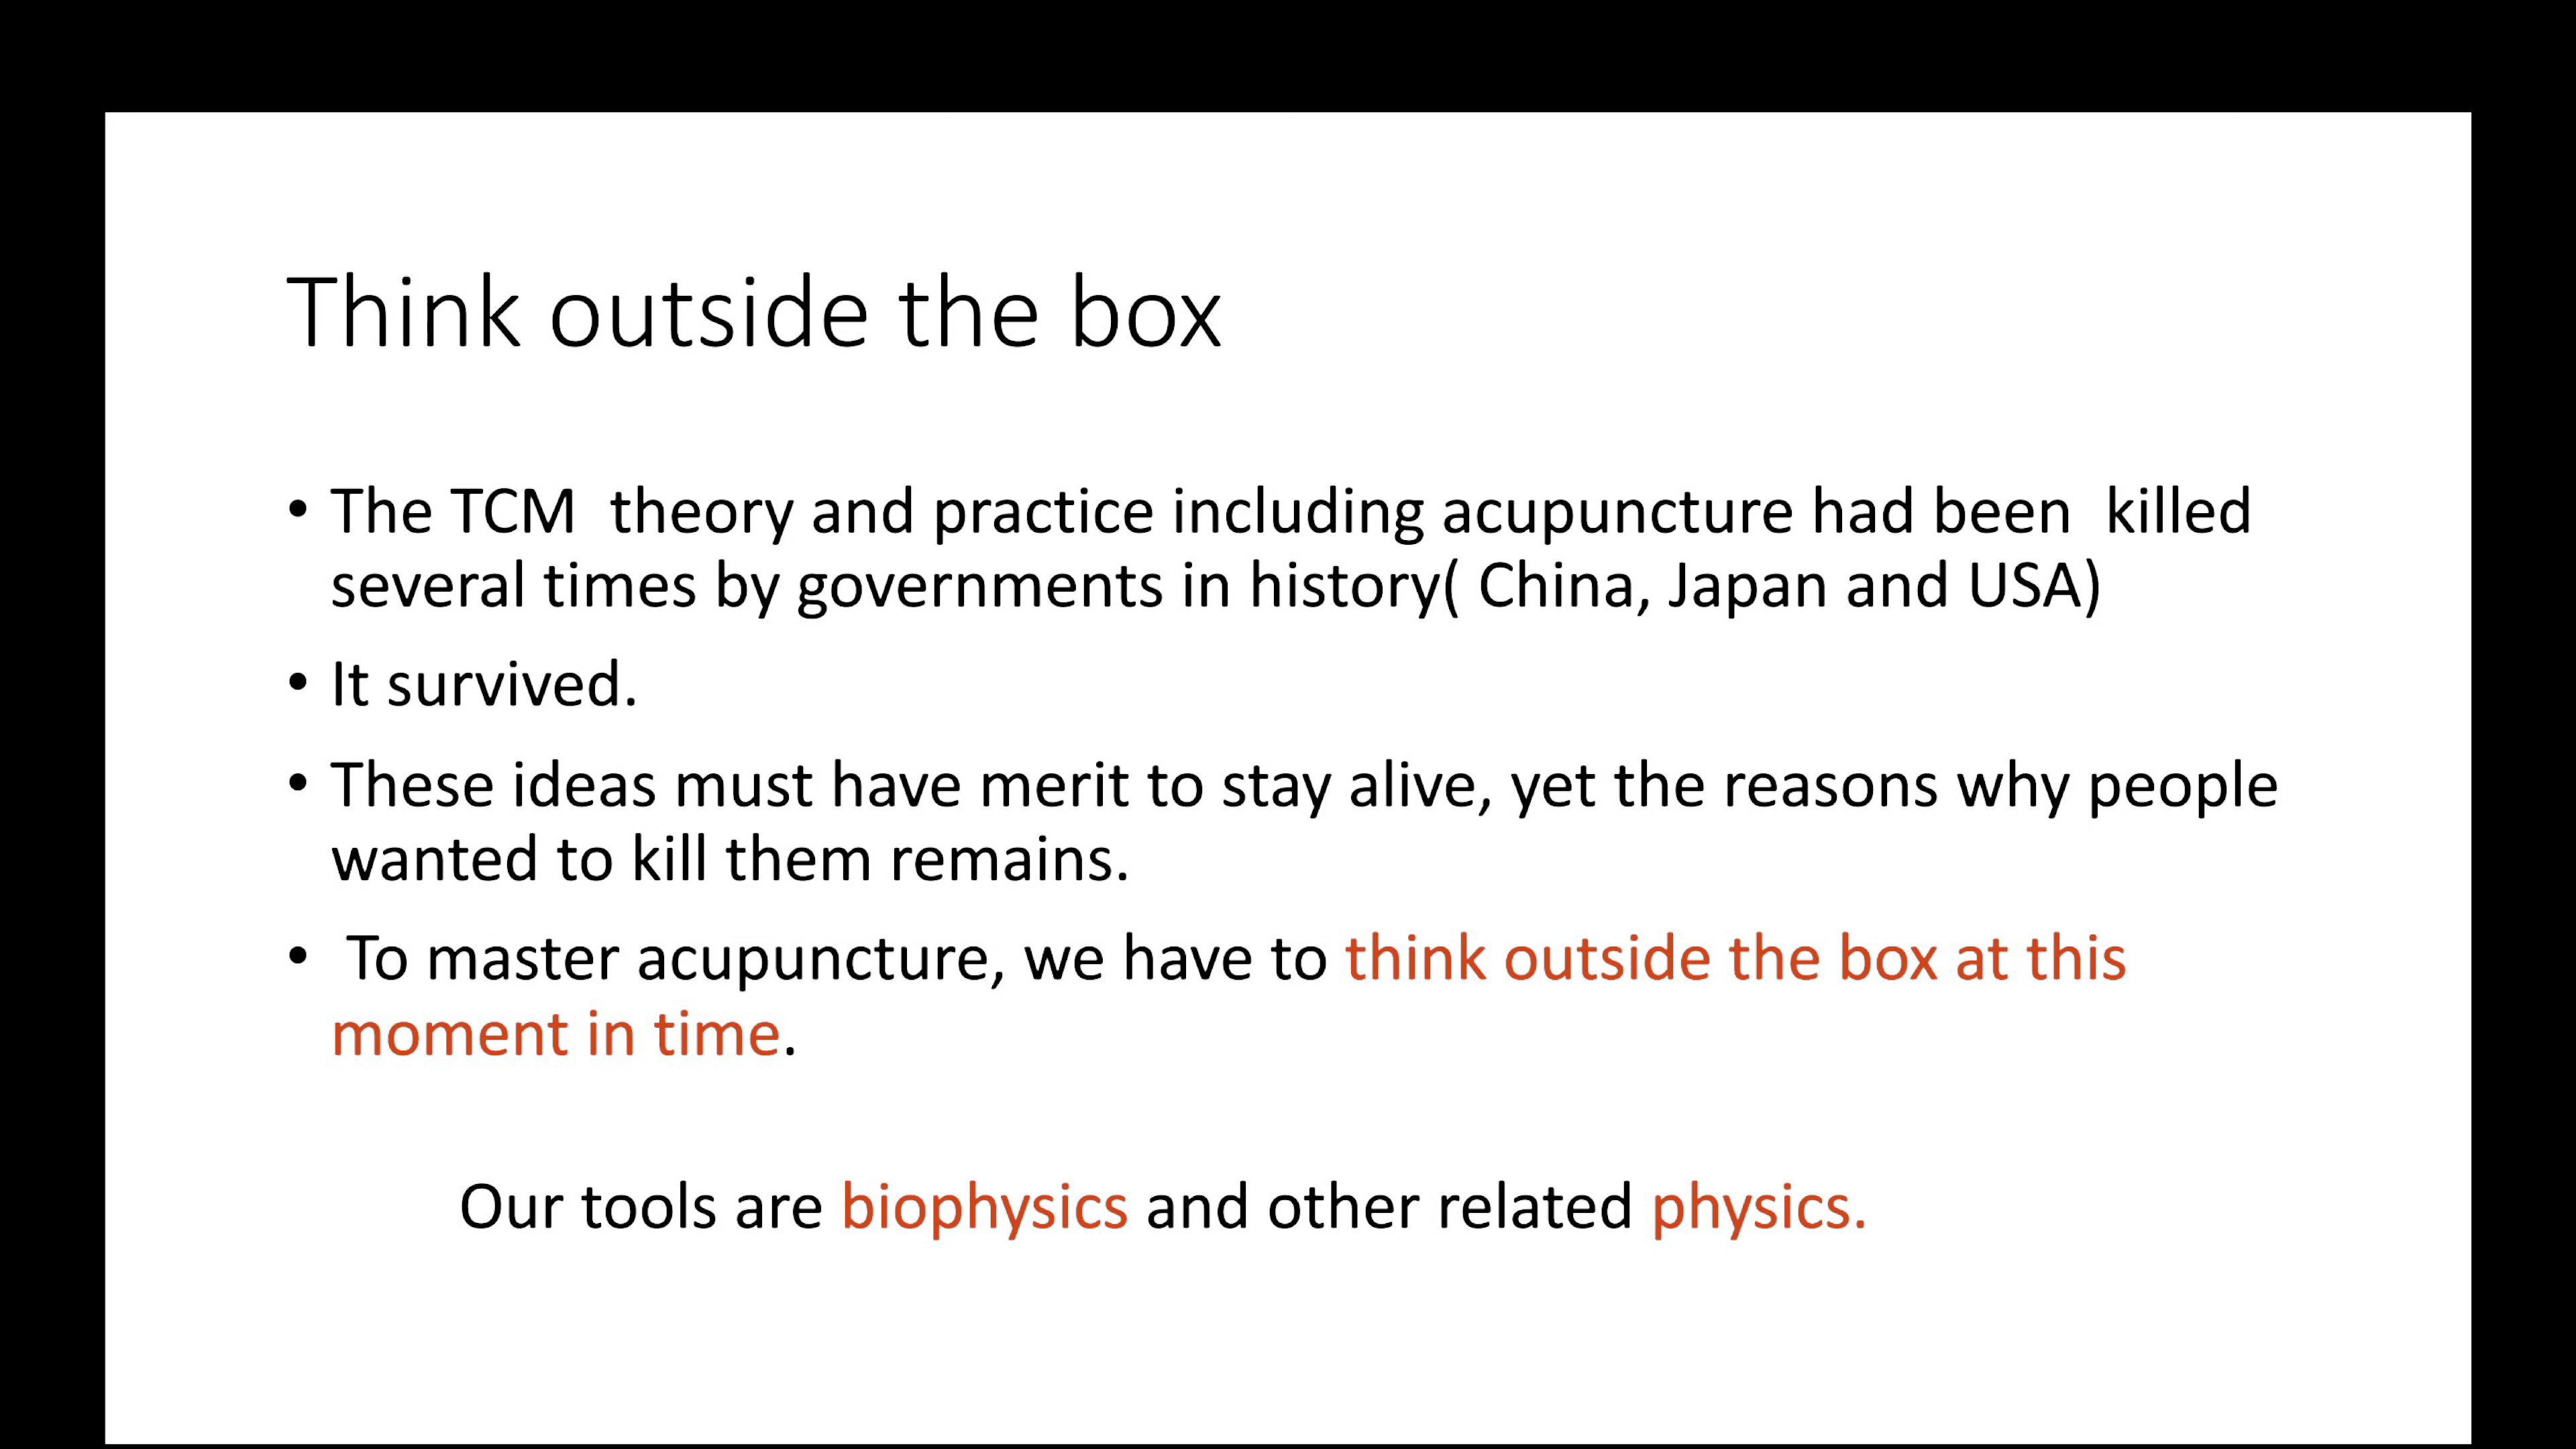 Think outside the box
• The TCM  theory and practice including acupuncture had been  killed
several times by governments in history( China, Japan and USA)
• It survived.
• These ideas must have merit to stay alive, yet the reasons why people
wanted to kill them remains.
•  To master acupuncture, we have to think outside the box at this
moment in time.
Our tools are biophysics and other related physics.